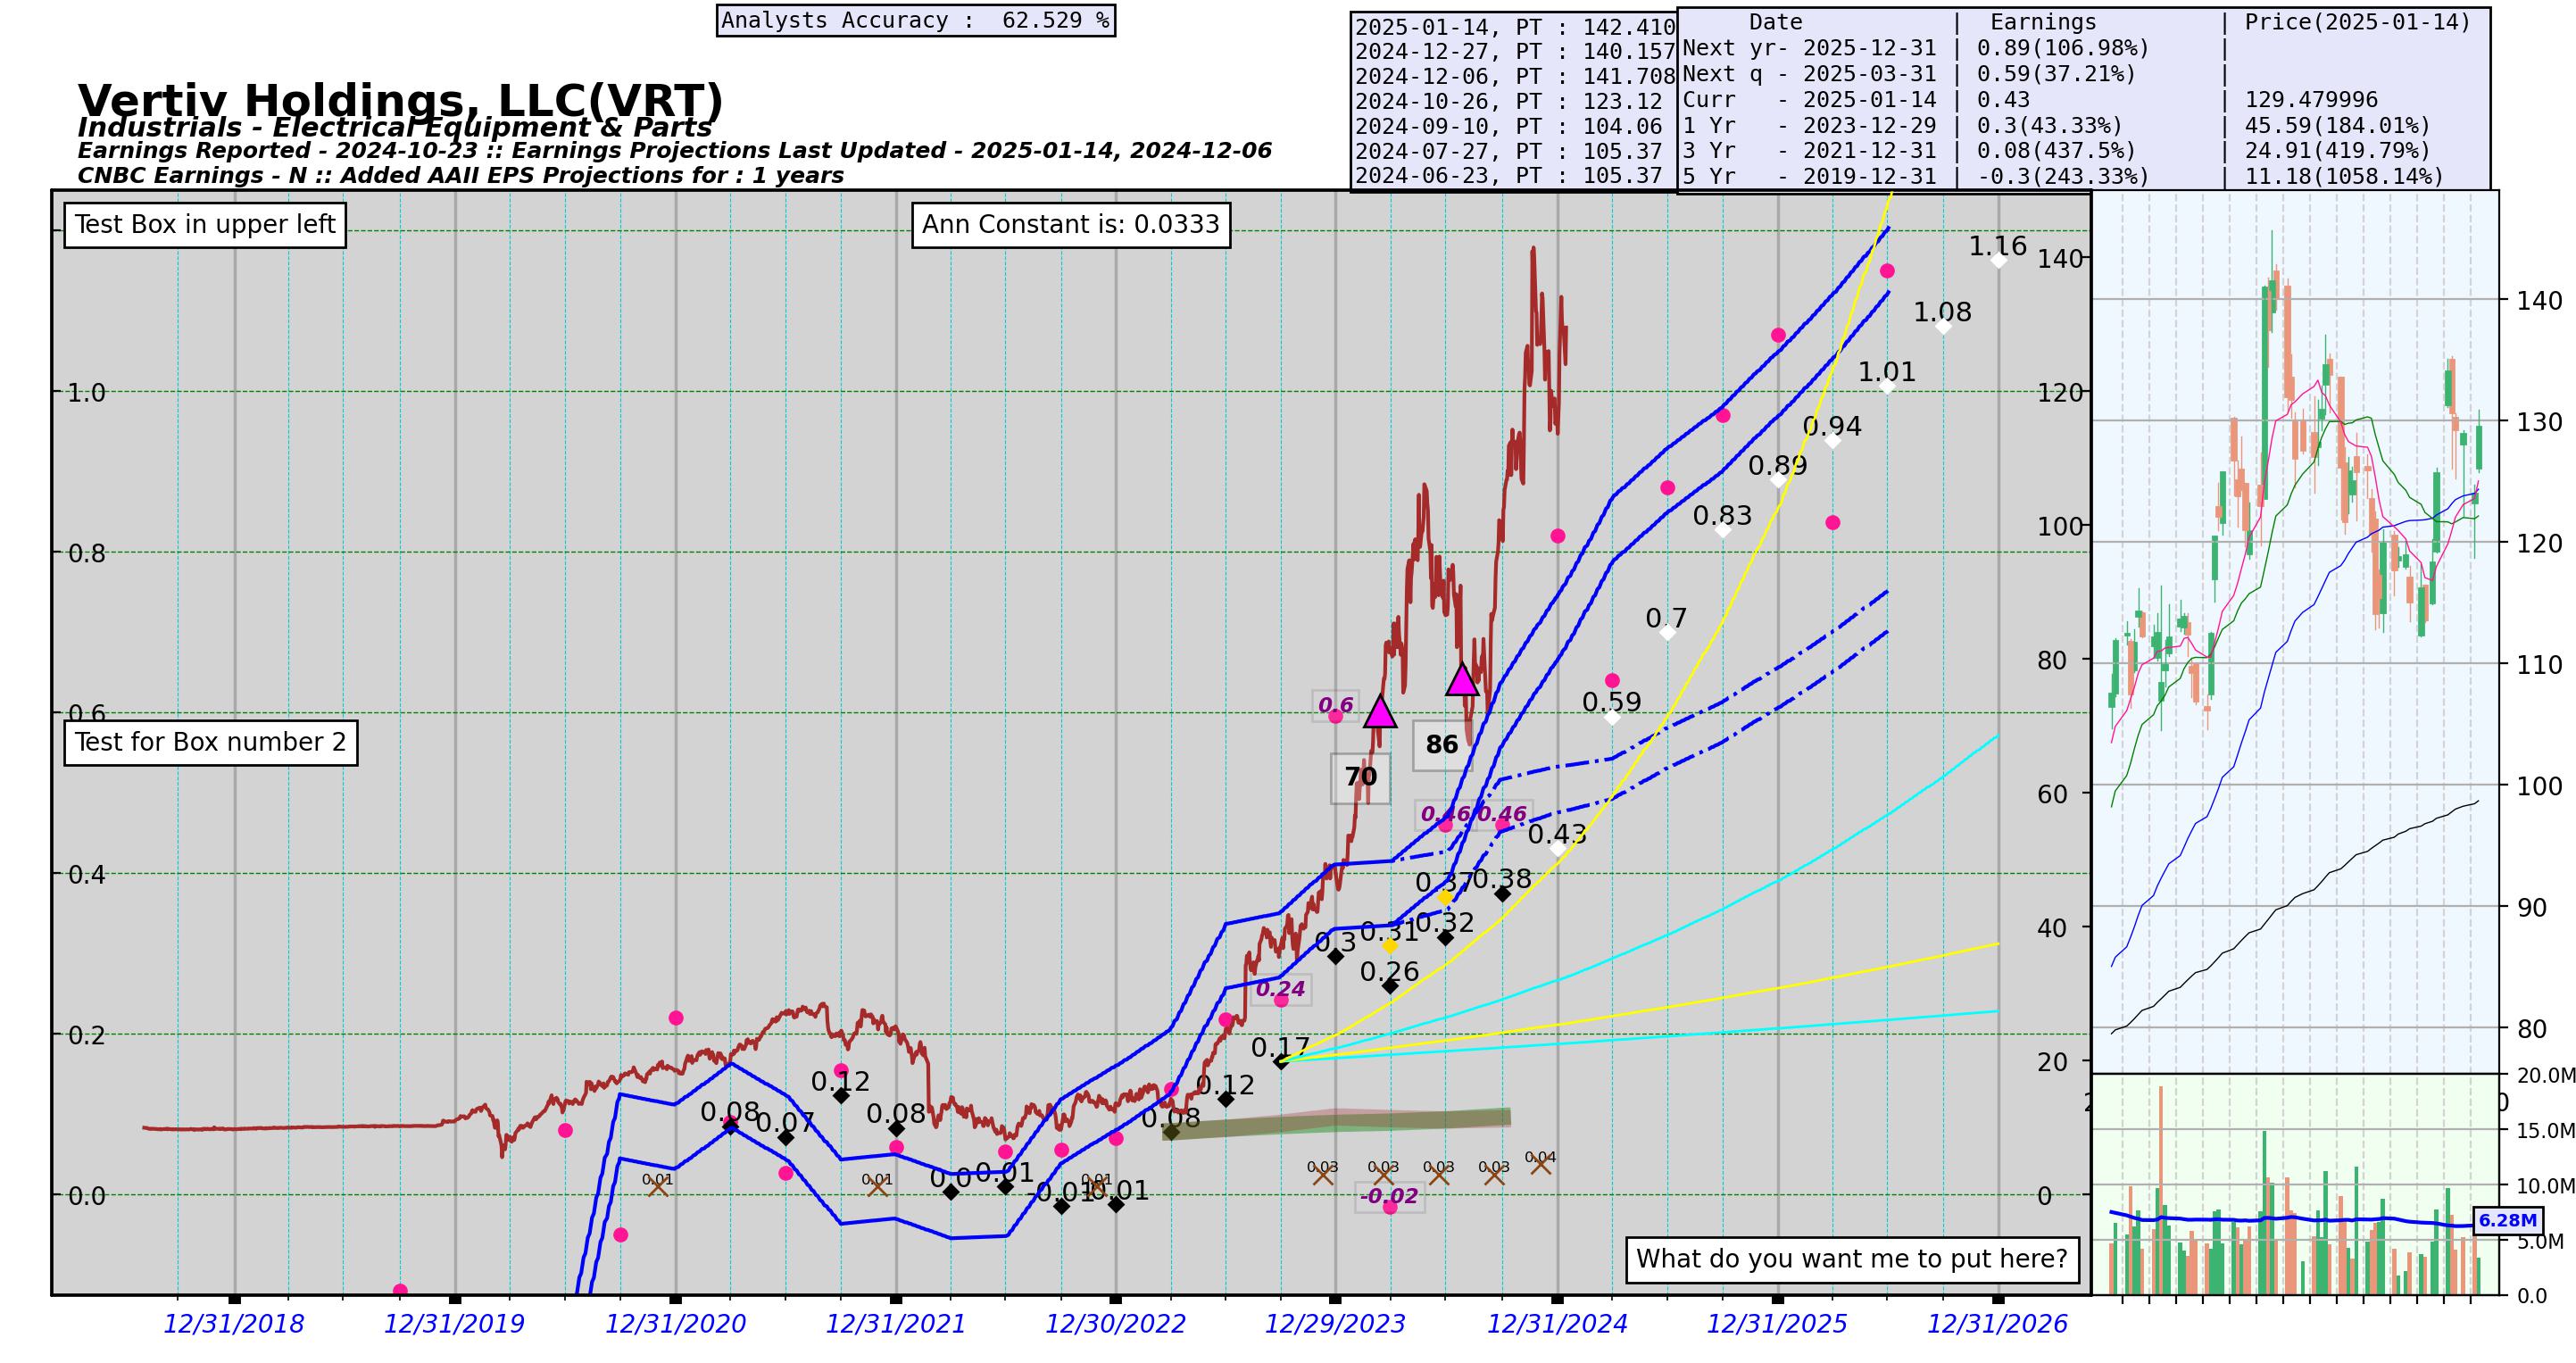 Analysts Accuracy :  62.529 %
Vertiv Holdings, LLC(VRT)
Industrials - Electrical Equipment & Parts
Earnings Reported - 2024-10-23 :: Earnings Projections Last Updated - 2025-01-14, 2024-12-06
CNBC Earnings - N :: Added AAII EPS Projections for : 1 years
2025-01-14, PT : 142.410
2024-12-27, PT : 140.157
2024-12-06, PT : 141.708
2024-10-26, PT : 123.12
2024-09-10, PT : 104.06
2024-07-27, PT : 105.37
2024-06-23, PT : 105.37
Date | Earnings | Price(2025-01-14)
Next yr- 2025-12-31 | 0.89(106.98%) |
Next q - 2025-03-31 | 0.59(37.21%) |
Curr - 2025-01-14 | 0.43 | 129.479996
1 Yr - 2023-12-29 | 0.3(43.33%) | 45.59(184.01%)
3 Yr - 2021-12-31 | 0.08(437.5%) | 24.91(419.79%)
5 Yr - 2019-12-31 | -0.3(243.33%) | 11.18(1058.14%)
Test Box in upper left
Ann Constant is: 0.0333
Test for Box number 2
What do you want me to put here?
1.0
0.8
0.6
0.4
0.2
0.0
0.08
0.07
0.12
0.08
0.0
0.01
-0.01
-0.01
0.08
0.12
0.17
0.3
0.26
0.31
0.32
0.37
0.38
0.43
0.59
0.7
0.83
0.89
0.94
1.01
1.08
1.16
0.24
0.6
0.46
0.46
-0.02
70
86
0.01
0.01
0.01
0.03
0.03
0.03
0.03
0.04
140
120
100
80
60
40
20
0
140
130
120
110
100
90
80
20.0M
15.0M
10.0M
5.0M
0.0
6.28M
12/31/2018
12/31/2019
12/31/2020
12/31/2021
12/30/2022
12/29/2023
12/31/2024
12/31/2025
12/31/2026